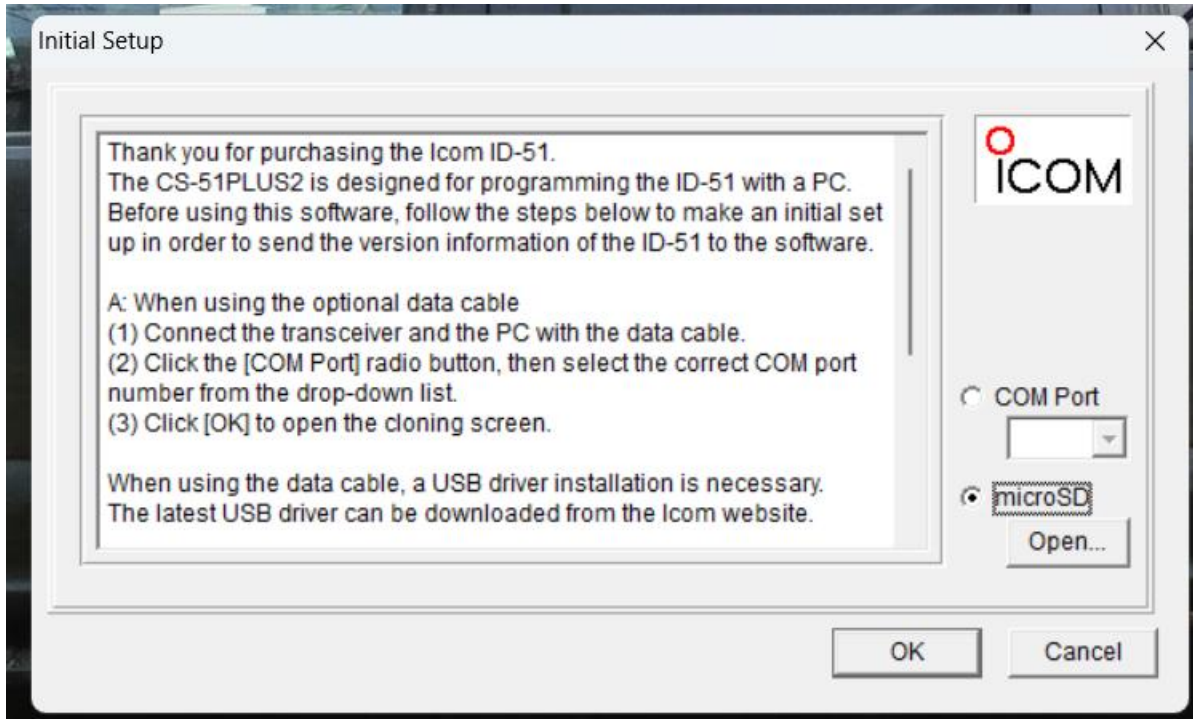 Initial Setup
Thank you for purchasing the Icom ID-51.
The CS-51PLUS2 is designed for programming the ID-51 with a PC.
Before using this software, follow the steps below to make an initial set
up in order to send the version information of the ID-51 to the software.
A: When using the optional data cable
(1) Connect the transceiver and the PC with the data cable.
(2) Click the [COM Port] radio button, then select the correct COM port
number from the drop-down list.
(3) Click [OK] to open the cloning screen.
When using the data cable, a USB driver installation is necessary.
The latest USB driver can be downloaded from the Icom website.
ICOM
COM Port
microSD
Open...
OK
Cancel